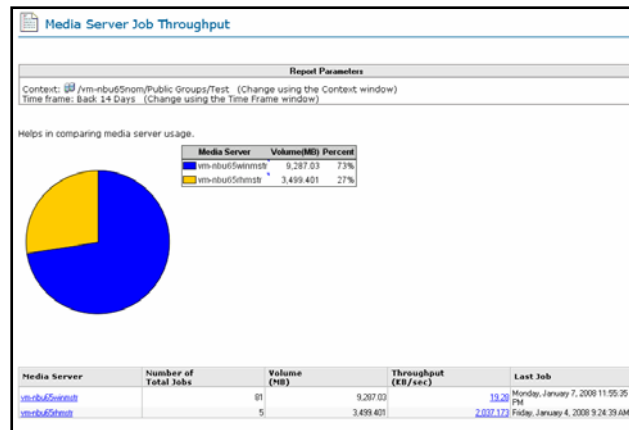 Media Server Job Throughput
Report Parameters
Context: /vm-nbu65nom/Public Groups/Test (Change using the Context window)
Time frame: Back 14 Days (Change using the Time Frame window)
Helps in comparing media server usage.
Media Server Volume(MB) Percent
vm-nbu65winmstr 9,287.03 73%
vm-nbu65rhmstr 3,499.401 27%
Media Server Number of Total Jobs Volume (MB) Throughput (KB/sec) Last Job
vm-nbu65winmstr 81 9,287.03 19.28 Monday, January 7, 2008 11:55:35 PM
vm-nbu65rhmstr 5 3,499.401 2,037.173 Friday, January 4, 2008 9:24:39 AM